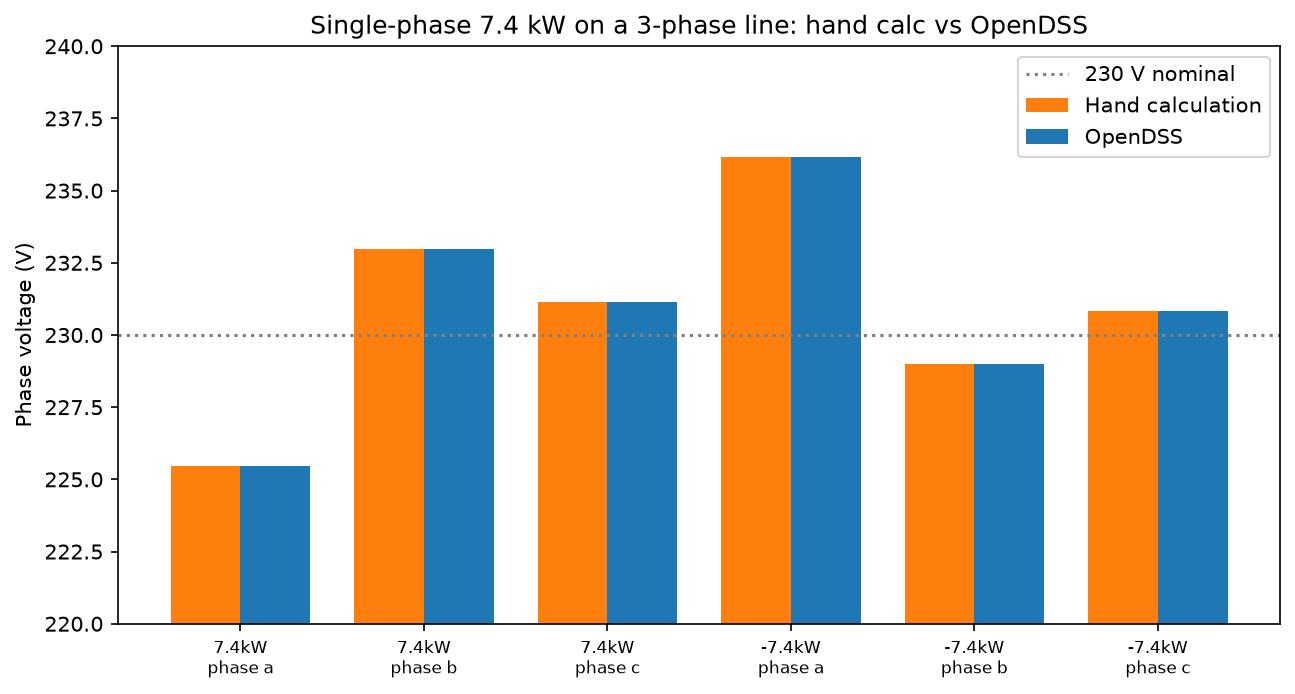 Single-phase 7.4 kW on a 3-phase line: hand calc vs OpenDSS
230 V nominal
Hand calculation
OpenDSS
Phase voltage (V)
240.0
237.5
235.0
232.5
230.0
227.5
225.0
222.5
220.0
7.4kW
phase a
7.4kW
phase b
7.4kW
phase c
-7.4kW
phase a
-7.4kW
phase b
-7.4kW
phase c